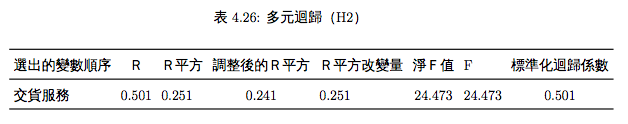 表 4.26: 多元迴歸（H2）
選出的變數順序 R R平方 調整後的R平方 R平方改變量 淨F值 F 標準化迴歸係數
交貨服務 0.501 0.251 0.241 0.251 24.473 24.473 0.501